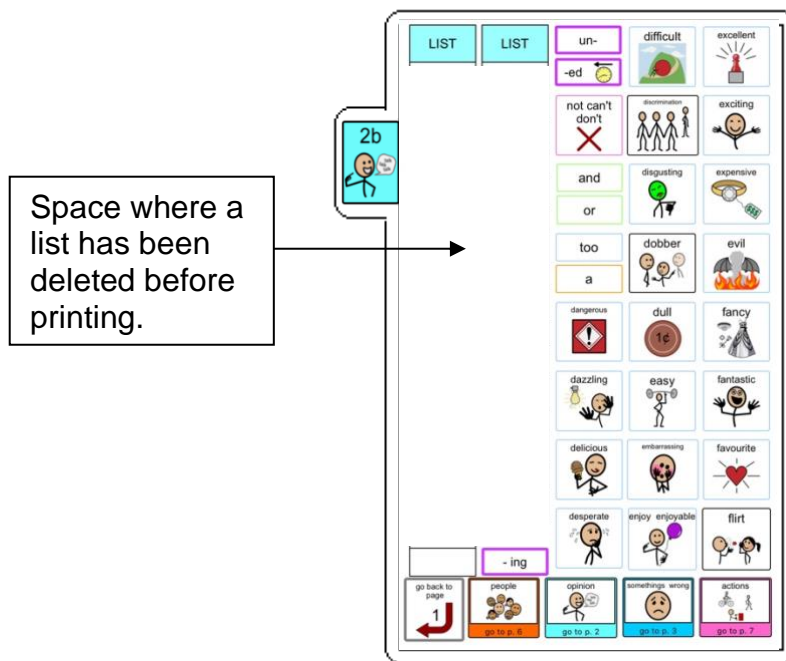 LIST LIST un- difficult excellent
-ed
2b
not can't
don't
discrimination exciting
and disgusting expensive
or
Space where a
list has been
deleted before
printing.
too dobber evil
a
dangerous dull fancy
1¢
dazzling easy fantastic
delicious embarrassing favourite
desperate enjoy enjoyable flirt
- ing
go back to
page
1
people opinion somethings wrong actions
go to p. 6 go to p. 2 go to p. 3 go to p. 7